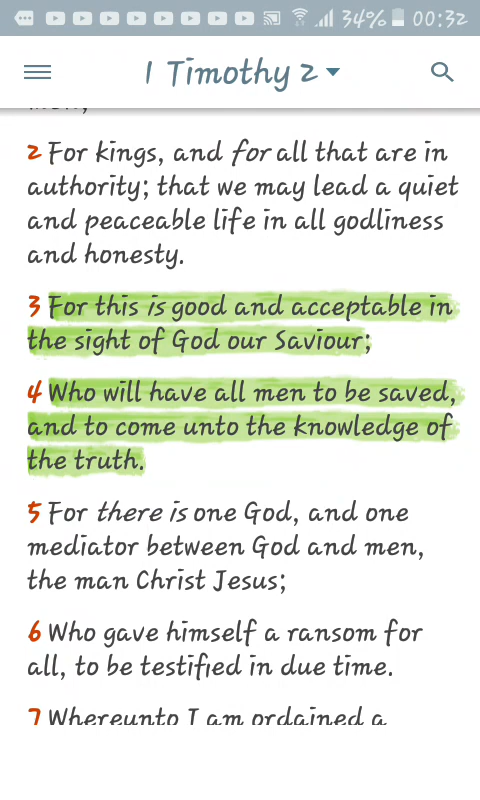 34% 00:32
1 Timothy 2
2 For kings, and for all that are in
authority; that we may lead a quiet
and peaceable life in all godliness
and honesty.
3 For this is good and acceptable in
the sight of God our Saviour;
4 Who will have all men to be saved,
and to come unto the knowledge of
the truth.
5 For there is one God, and one
mediator between God and men,
the man Christ Jesus;
6 Who gave himself a ransom for
all, to be testified in due time.
7 Whereunto I am ordained a